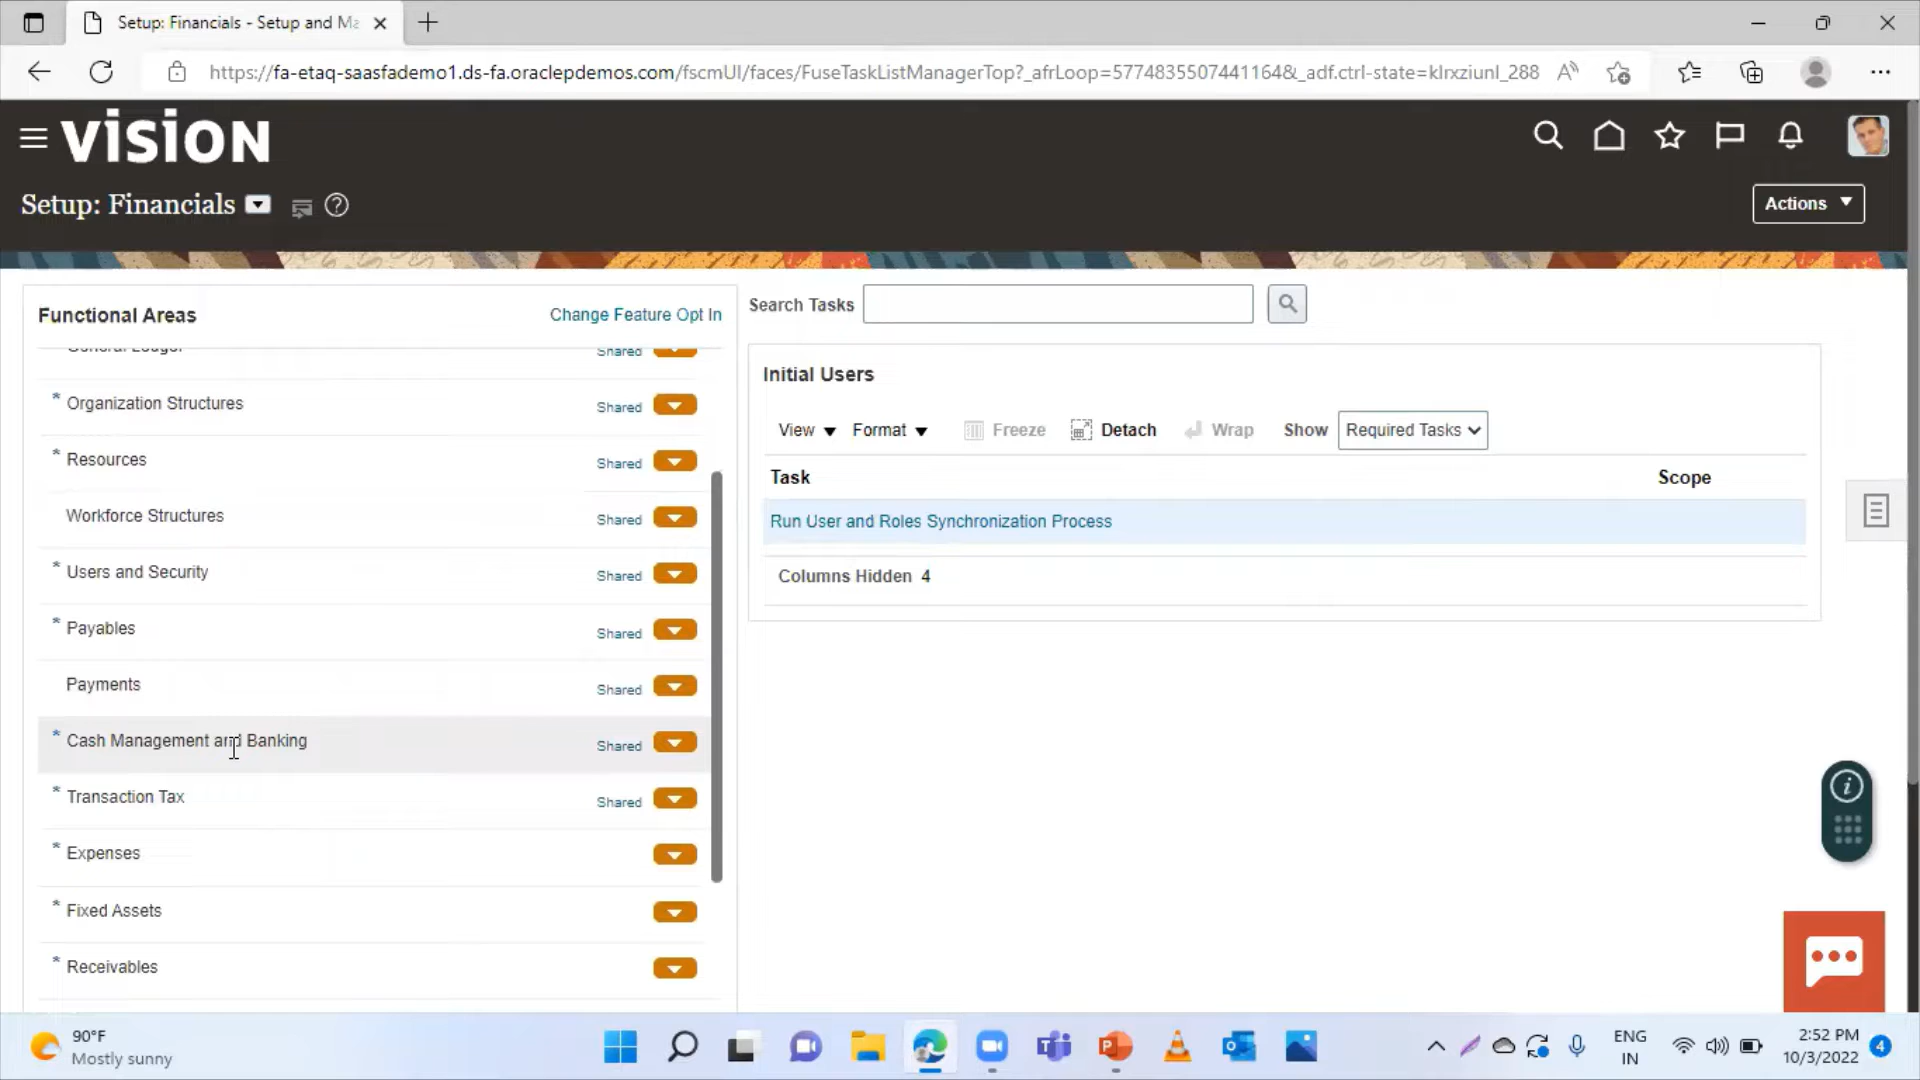 Setup: Financials - Setup and Ma
https://fa-etaq-saasfademo1.ds-fa.oraclepdemos.com/fscmUI/faces/FuseTaskListManagerTop?_afrLoop=5774835507441164&_adf.ctrl-state=klrxziunl_288
VISION
Setup: Financials
Actions
Functional Areas
Change Feature Opt In
General Ledger Shared
* Organization Structures Shared
* Resources Shared
Workforce Structures Shared
* Users and Security Shared
* Payables Shared
Payments Shared
* Cash Management and Banking Shared
* Transaction Tax Shared
* Expenses
* Fixed Assets
* Receivables
Search Tasks
Initial Users
View Format Freeze Detach Wrap Show Required Tasks
Task Scope
Run User and Roles Synchronization Process
Columns Hidden 4
90°F
Mostly sunny
ENG
IN
2:52 PM
10/3/2022
4